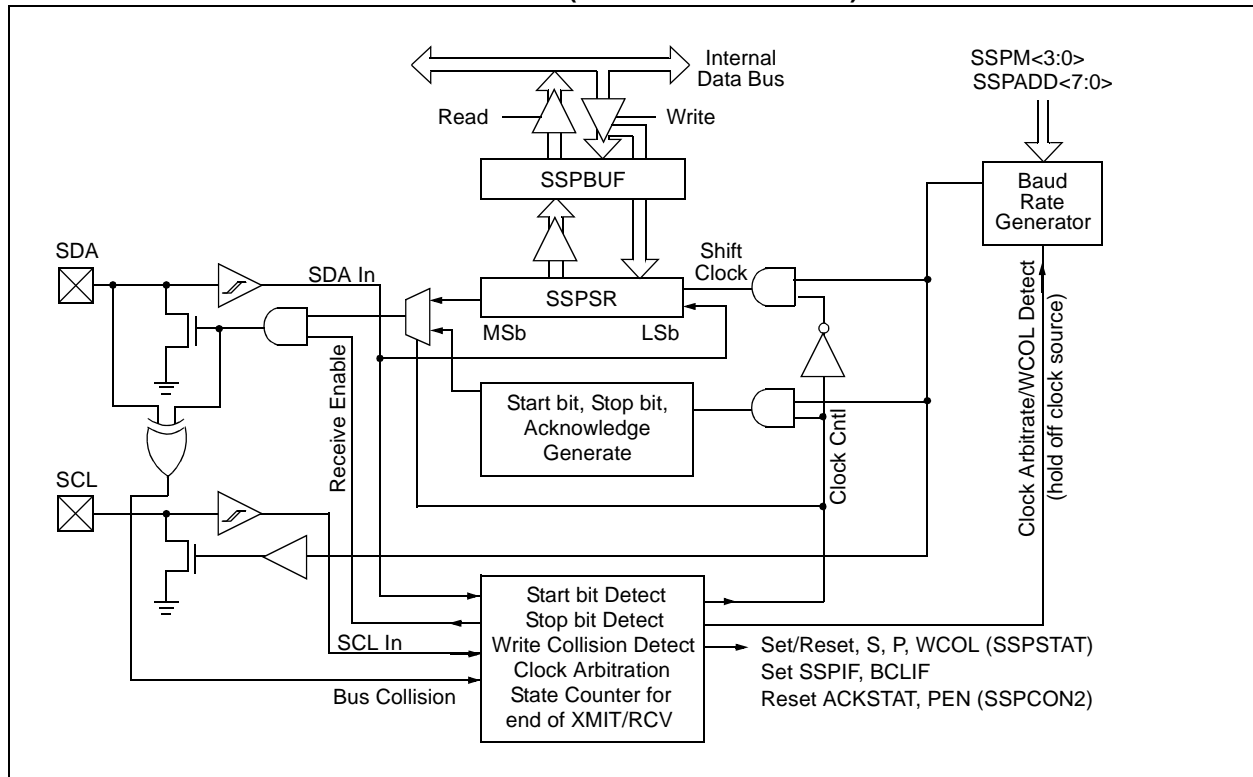 Internal
Data Bus
SSPM<3:0>
SSPADD<7:0>
Read
Write
SSPBUF
Baud
Rate
Generator
SDA
SDA In
Shift
Clock
SSPSR
MSb
LSb
Receive Enable
Start bit, Stop bit,
Acknowledge
Generate
Clock Cntl
Clock Arbitrate/WCOL Detect
(hold off clock source)
SCL
SCL In
Bus Collision
Start bit Detect
Stop bit Detect
Write Collision Detect
Clock Arbitration
State Counter for
end of XMIT/RCV
Set/Reset, S, P, WCOL (SSPSTAT)
Set SSPIF, BCLIF
Reset ACKSTAT, PEN (SSPCON2)